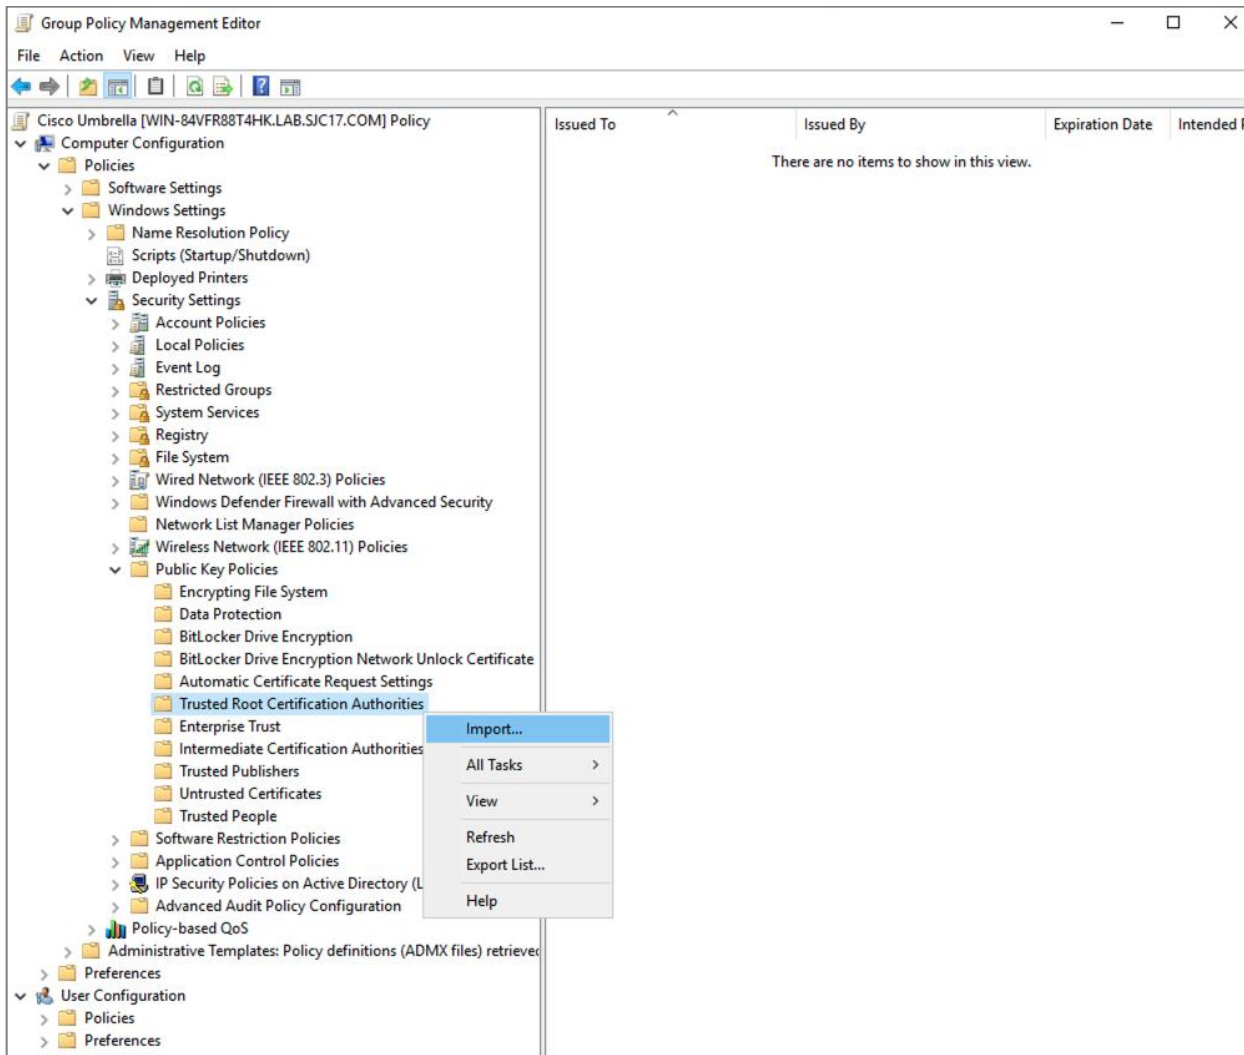 Group Policy Management Editor
File Action View Help
Cisco Umbrella [WIN-84VFR88T4HK.LAB.SJC17.COM] Policy
Computer Configuration
Policies
Software Settings
Windows Settings
Name Resolution Policy
Scripts (Startup/Shutdown)
Deployed Printers
Security Settings
Account Policies
Local Policies
Event Log
Restricted Groups
System Services
Registry
File System
Wired Network (IEEE 802.3) Policies
Windows Defender Firewall with Advanced Security
Network List Manager Policies
Wireless Network (IEEE 802.11) Policies
Public Key Policies
Encrypting File System
Data Protection
BitLocker Drive Encryption
BitLocker Drive Encryption Network Unlock Certificate
Automatic Certificate Request Settings
Trusted Root Certification Authorities
Enterprise Trust
Intermediate Certification Authorities
Trusted Publishers
Untrusted Certificates
Trusted People
Software Restriction Policies
Application Control Policies
IP Security Policies on Active Directory (L
Advanced Audit Policy Configuration
Policy-based QoS
Administrative Templates: Policy definitions (ADMX files) retrieved
Preferences
User Configuration
Policies
Preferences
Issued To Issued By Expiration Date Intended P
There are no items to show in this view.
Import...
All Tasks
View
Refresh
Export List...
Help